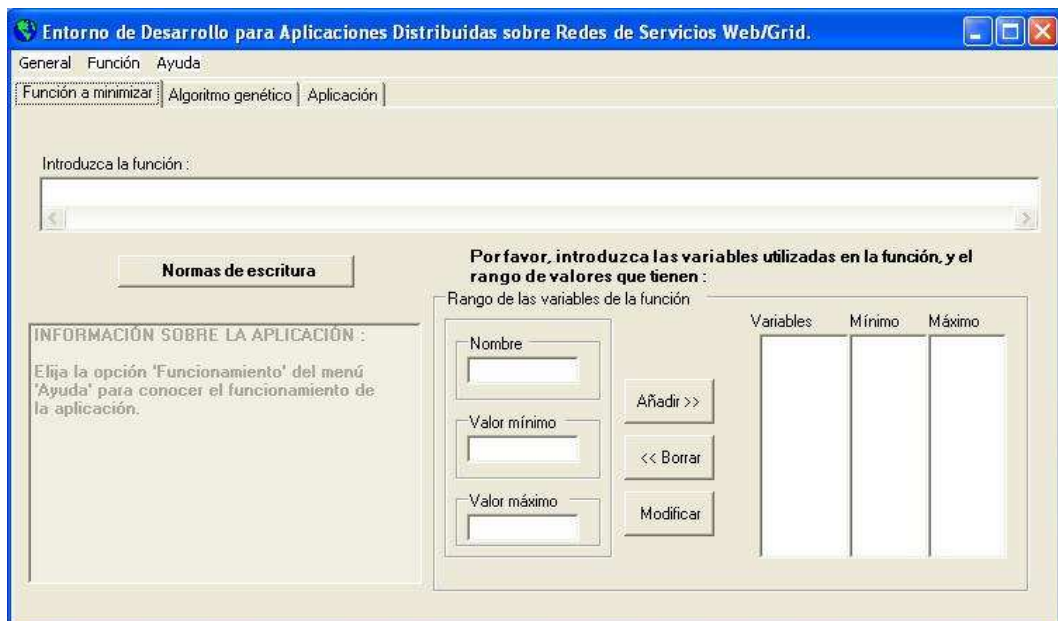 Entorno de Desarrollo para Aplicaciones Distribuidas sobre Redes de Servicios Web/Grid.
General Función Ayuda
Función a minimizar Algoritmo genético Aplicación
Introduzca la función :
Normas de escritura
Por favor, introduzca las variables utilizadas en la función, y el
rango de valores que tienen :
INFORMACIÓN SOBRE LA APLICACIÓN :
Elija la opción 'Funcionamiento' del menú
'Ayuda' para conocer el funcionamiento de
la aplicación.
Rango de las variables de la función
Nombre
Valor mínimo
Valor máximo
Añadir >>
<< Borrar
Modificar
Variables Mínimo Máximo